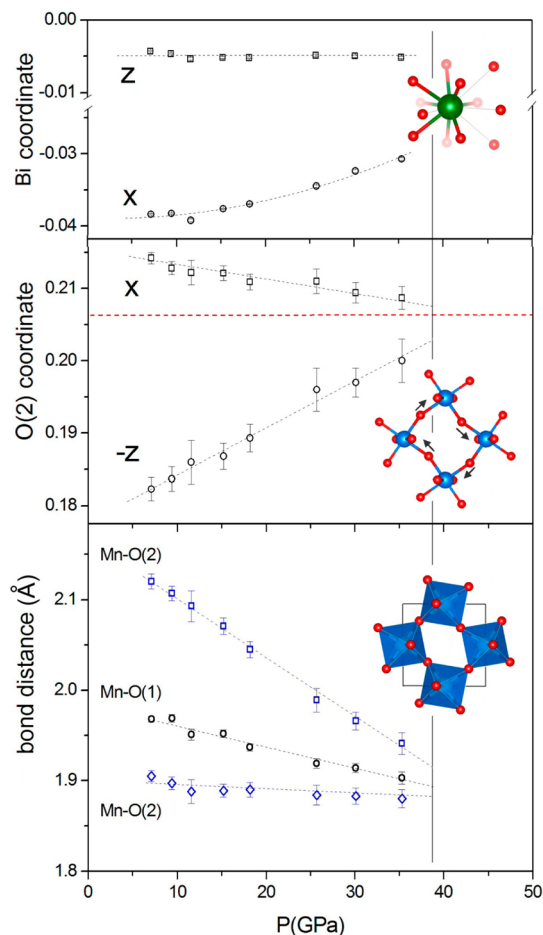 0.00
-0.01
-0.03
-0.04
Bi coordinate
Z
X
0.21
0.20
0.19
0.18
O(2) coordinate
X
-Z
2.1
2.0
1.9
1.8
bond distance (Å)
Mn-O(2)
Mn-O(1)
Mn-O(2)
0 10 20 30 40 50
P(GPa)